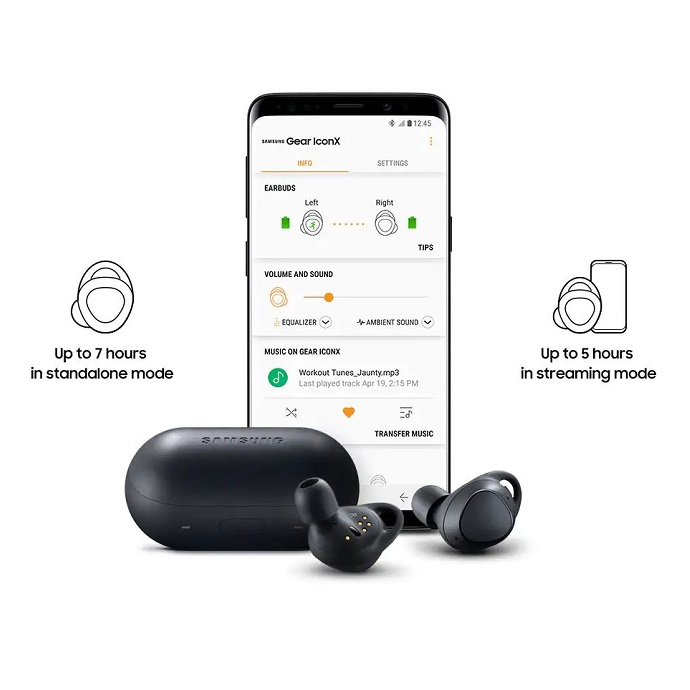 12:45
SAMSUNG Gear IconX
INFO SETTINGS
EARBUDS
Left Right
TIPS
VOLUME AND SOUND
EQUALIZER AMBIENT SOUND
MUSIC ON GEAR ICONX
Workout Tunes_Jaunty.mp3
Last played track Apr 19, 2:15 PM
TRANSFER MUSIC
Up to 7 hours
in standalone mode
Up to 5 hours
in streaming mode
SAMSUNG